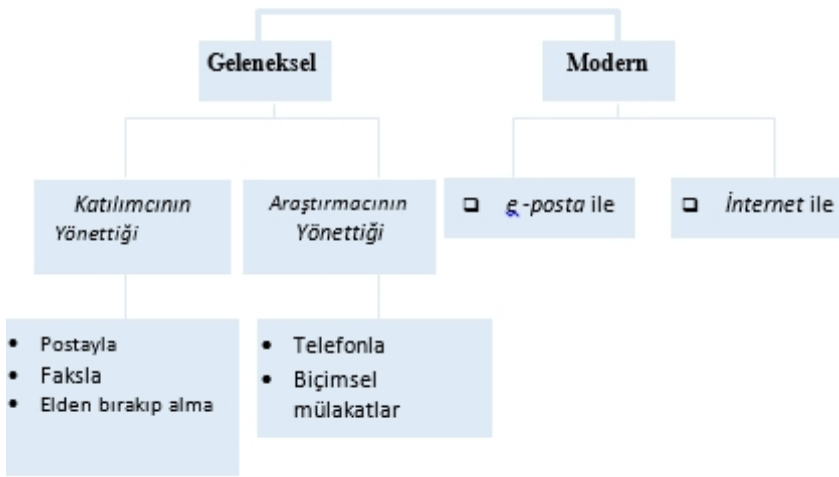 Geleneksel
Modern
Katılımcının
Yönettiği
Araştırmacının
Yönettiği
❑ e -posta ile
❑ İnternet ile
• Postayla
• Faksla
• Elden bırakıp alma
• Telefonla
• Biçimsel
mülakatlar